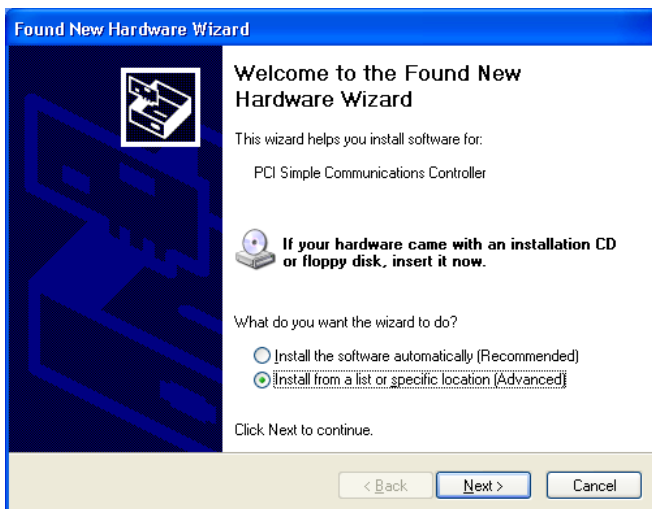 Found New Hardware Wizard
Welcome to the Found New
Hardware Wizard
This wizard helps you install software for:
PCI Simple Communications Controller
If your hardware came with an installation CD
or floppy disk, insert it now.
What do you want the wizard to do?
Install the software automatically (Recommended)
Install from a list or specific location (Advanced)
Click Next to continue.
< Back Next > Cancel